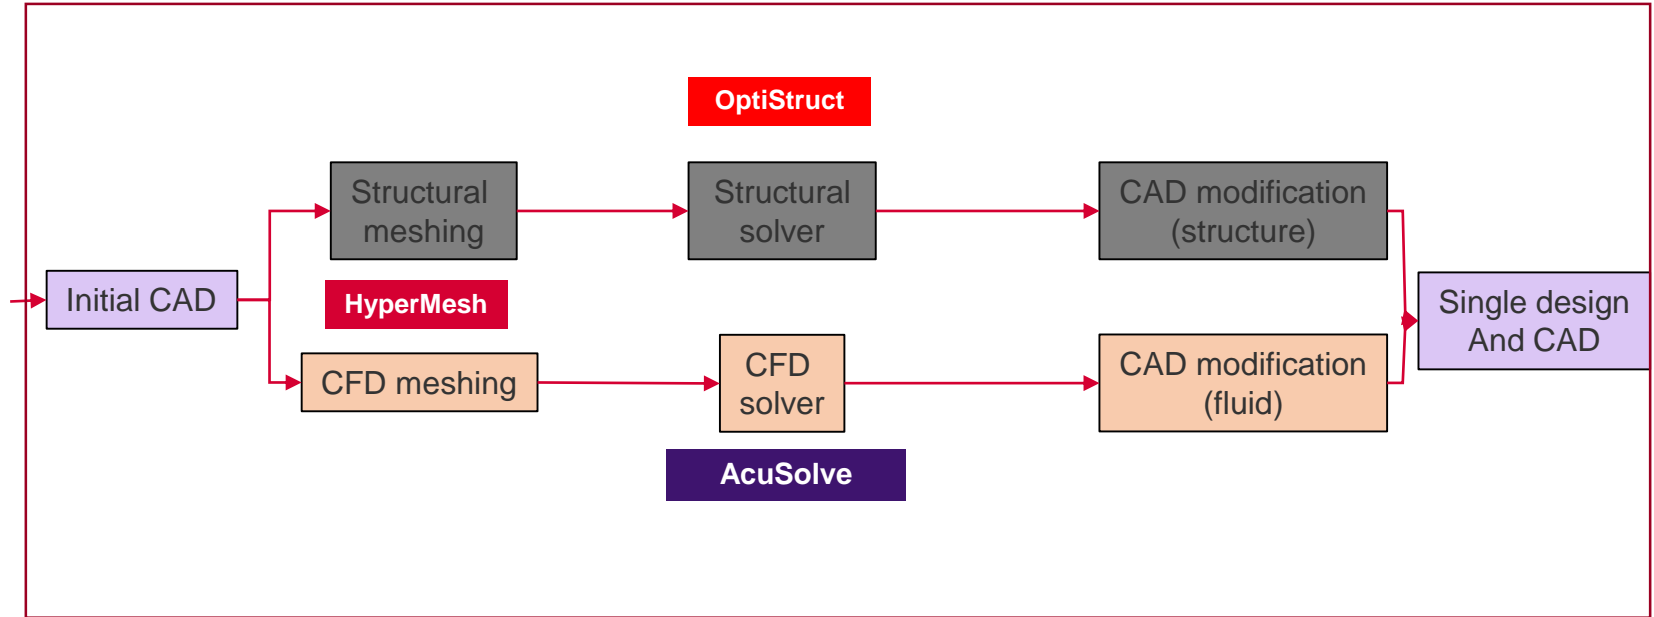 OptiStruct
Structural
meshing
Structural
solver
CAD modification
(structure)
Initial CAD
HyperMesh
Single design
And CAD
CFD meshing
CFD
solver
CAD modification
(fluid)
AcuSolve